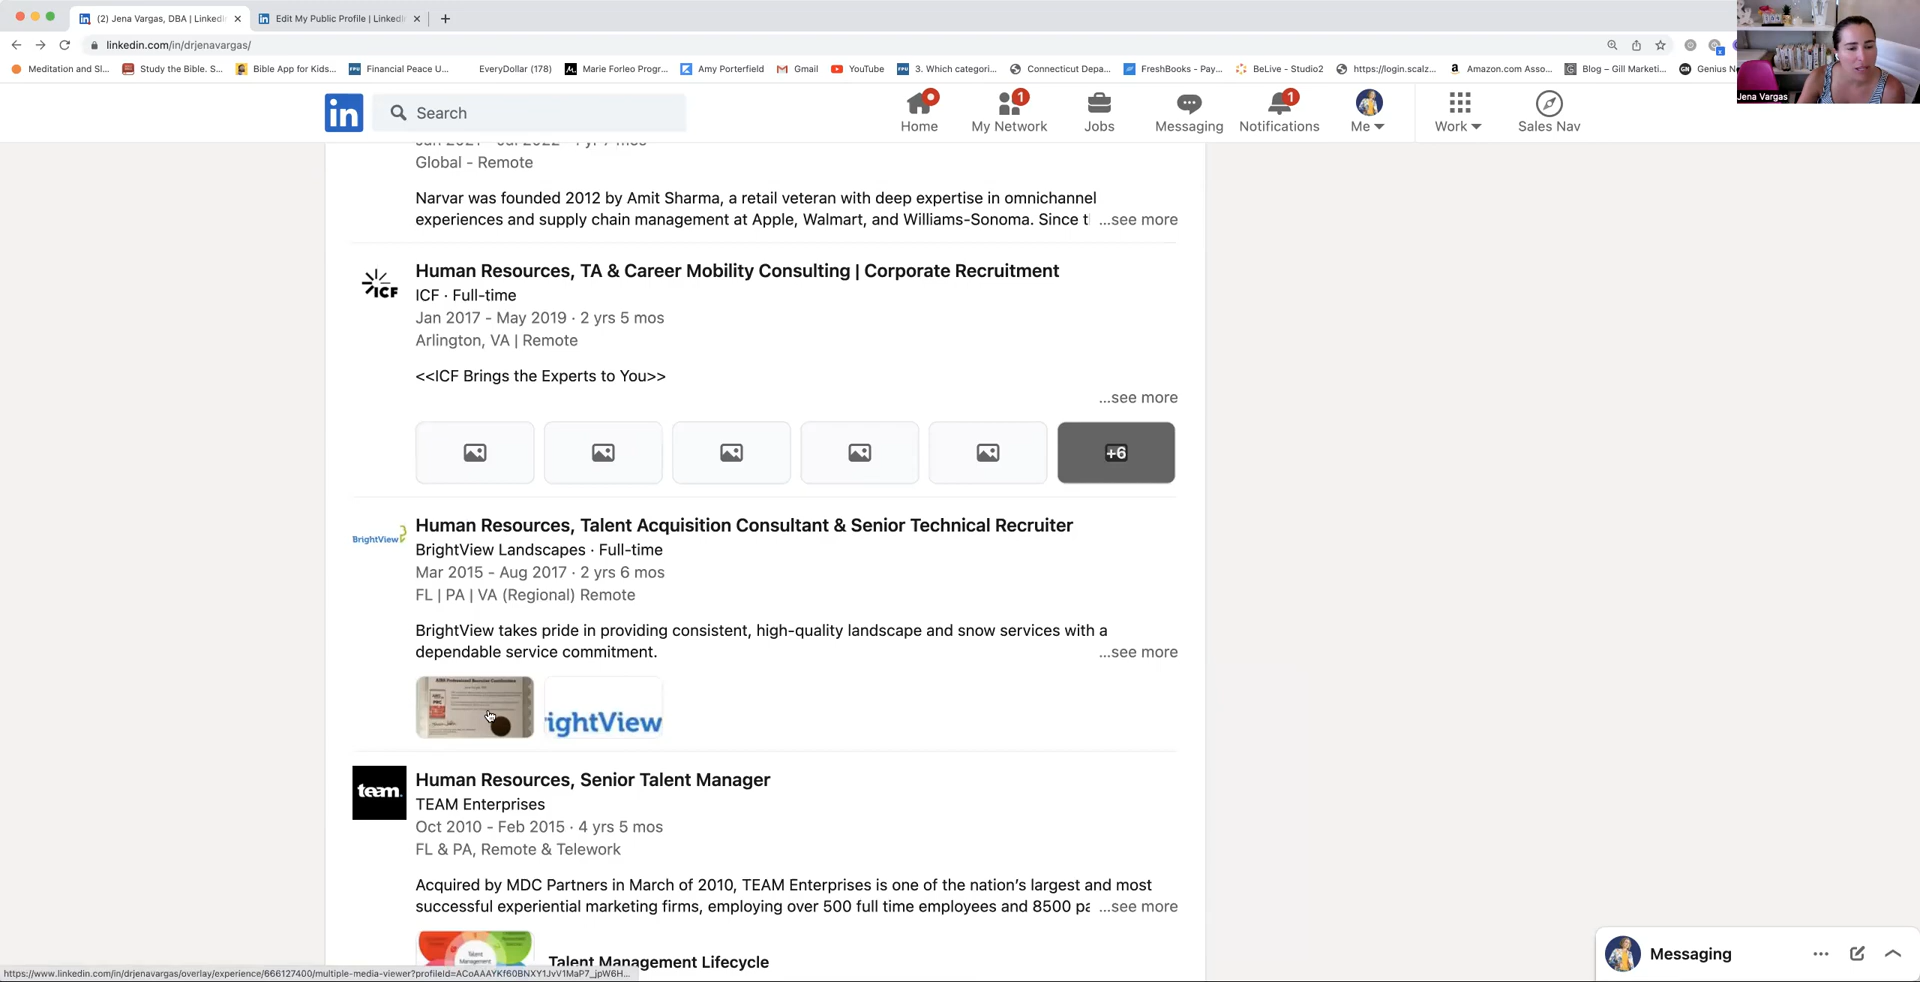 (2) Jena Vargas, DBA | LinkedIn
Edit My Public Profile | LinkedIn
linkedin.com/in/drjenavargas/
Meditation and Sl...
Study the Bible. S...
Bible App for Kids...
Financial Peace U...
EveryDollar (178)
Marie Forleo Progr...
Amy Porterfield
Gmail
YouTube
3. Which categori...
Connecticut Depa...
FreshBooks - Pay...
BeLive - Studio2
https://login.scalz...
Amazon.com Asso...
Blog – Gill Marketi...
Genius N
Jena Vargas
in
Search
Home
1
My Network
Jobs
Messaging
1
Notifications
Me
Work
Sales Nav
Global - Remote
Narvar was founded 2012 by Amit Sharma, a retail veteran with deep expertise in omnichannel
experiences and supply chain management at Apple, Walmart, and Williams-Sonoma. Since t ...see more
ICF
Human Resources, TA & Career Mobility Consulting | Corporate Recruitment
ICF · Full-time
Jan 2017 - May 2019 · 2 yrs 5 mos
Arlington, VA | Remote
<<ICF Brings the Experts to You>>
...see more
+6
BrightView
Human Resources, Talent Acquisition Consultant & Senior Technical Recruiter
BrightView Landscapes · Full-time
Mar 2015 - Aug 2017 · 2 yrs 6 mos
FL | PA | VA (Regional) Remote
BrightView takes pride in providing consistent, high-quality landscape and snow services with a
dependable service commitment. ...see more
ightView
team.
Human Resources, Senior Talent Manager
TEAM Enterprises
Oct 2010 - Feb 2015 · 4 yrs 5 mos
FL & PA, Remote & Telework
Acquired by MDC Partners in March of 2010, TEAM Enterprises is one of the nation's largest and most
successful experiential marketing firms, employing over 500 full time employees and 8500 pa ...see more
Talent Management Lifecycle
Messaging